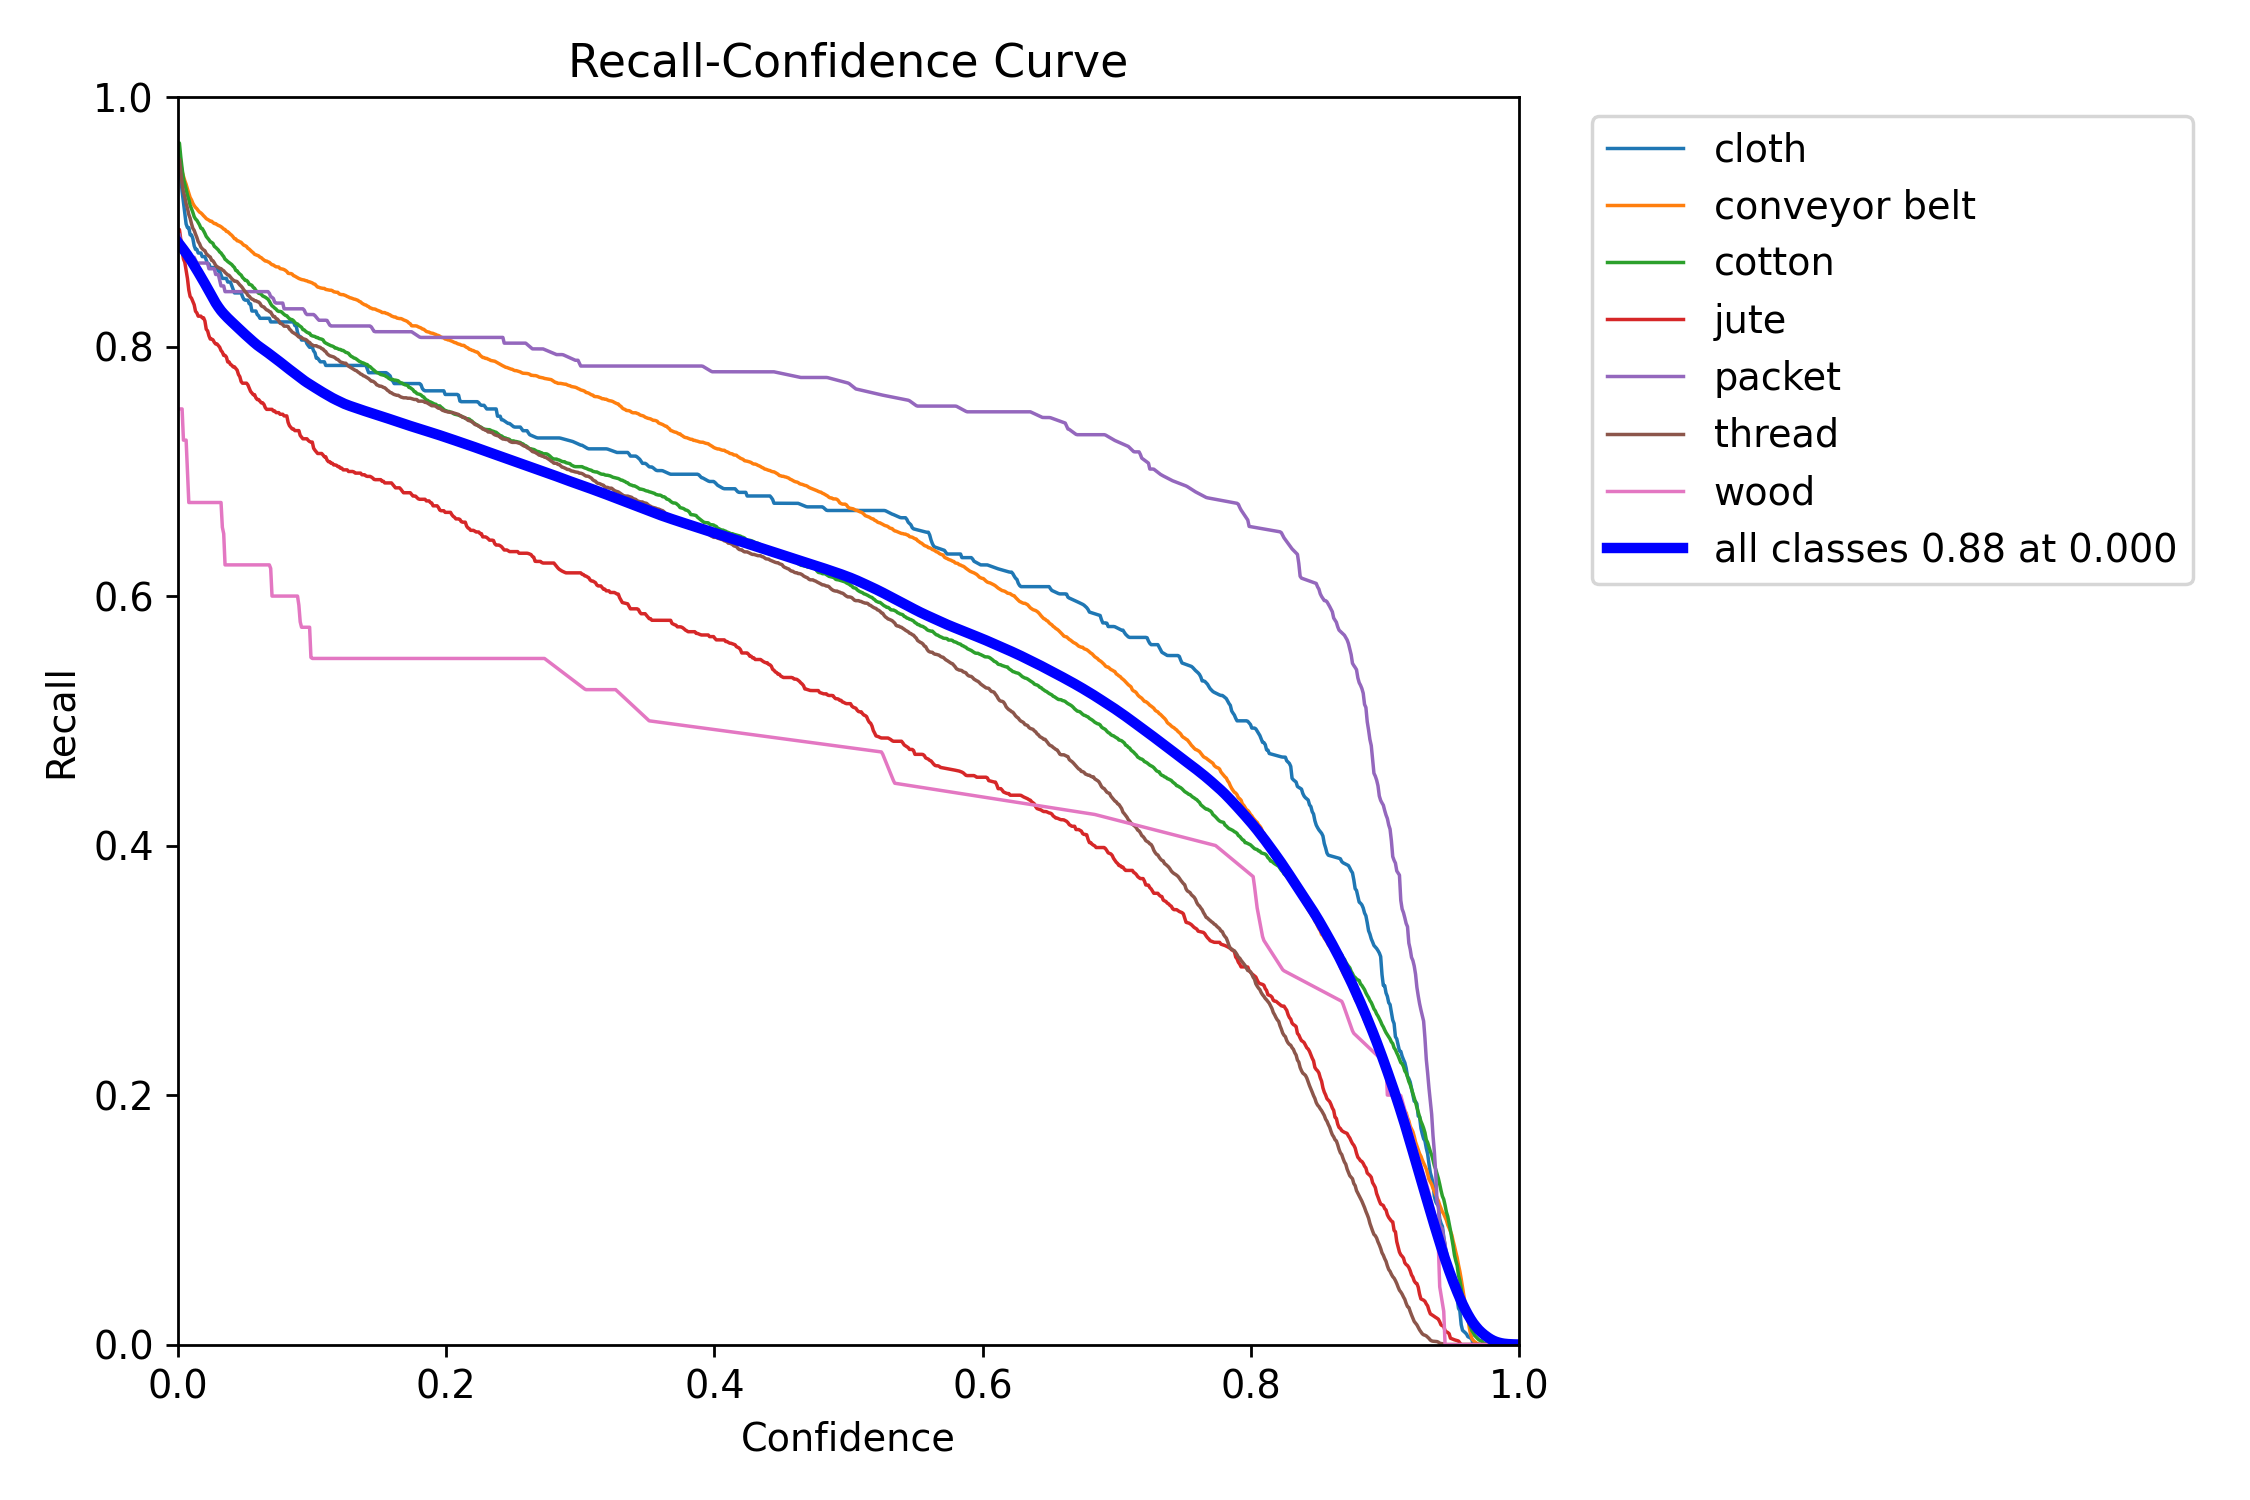 Recall-Confidence Curve
1.0
0.8
0.6
0.4
0.2
0.0
Recall
0.0 0.2 0.4 0.6 0.8 1.0
Confidence
cloth
conveyor belt
cotton
jute
packet
thread
wood
all classes 0.88 at 0.000